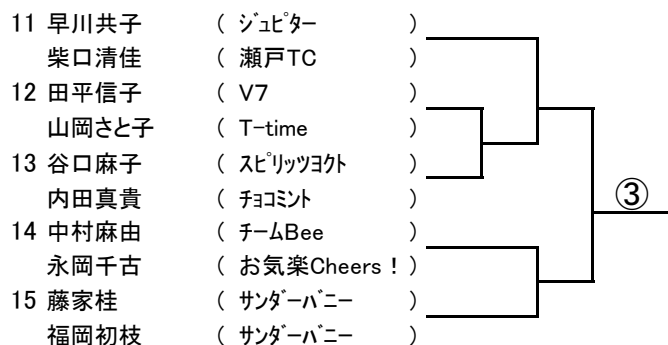 11 早川共子 ( ジュピター )
柴口清佳 ( 瀬戸TC )
12 田平信子 ( V7 )
山岡さと子 ( T-time )
13 谷口麻子 ( スピリッツヨクト )
内田真貴 ( チョコミント )
③
14 中村麻由 ( チームBee )
永岡千古 ( お気楽Cheers！ )
15 藤家桂 ( サンダーバニー )
福岡初枝 ( サンダーバニー )